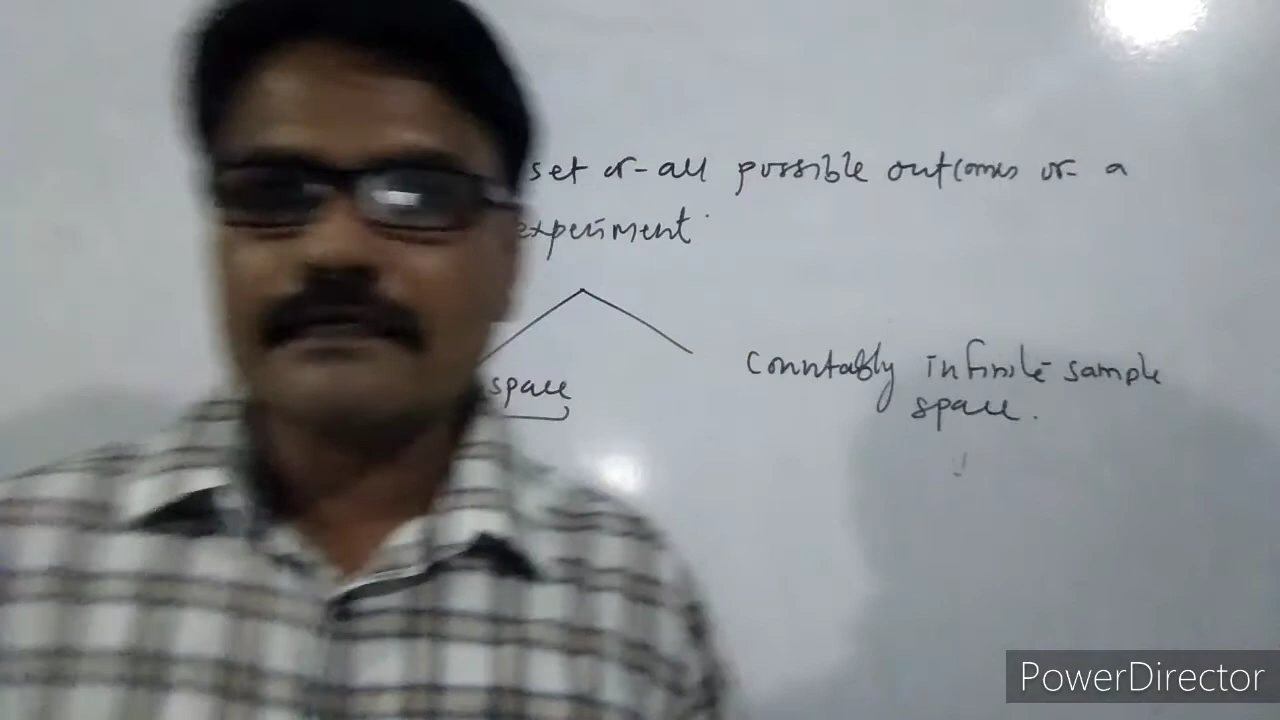 set of all possible outcomes of a
experiment.
space
Countably infinite sample
space.
PowerDirector